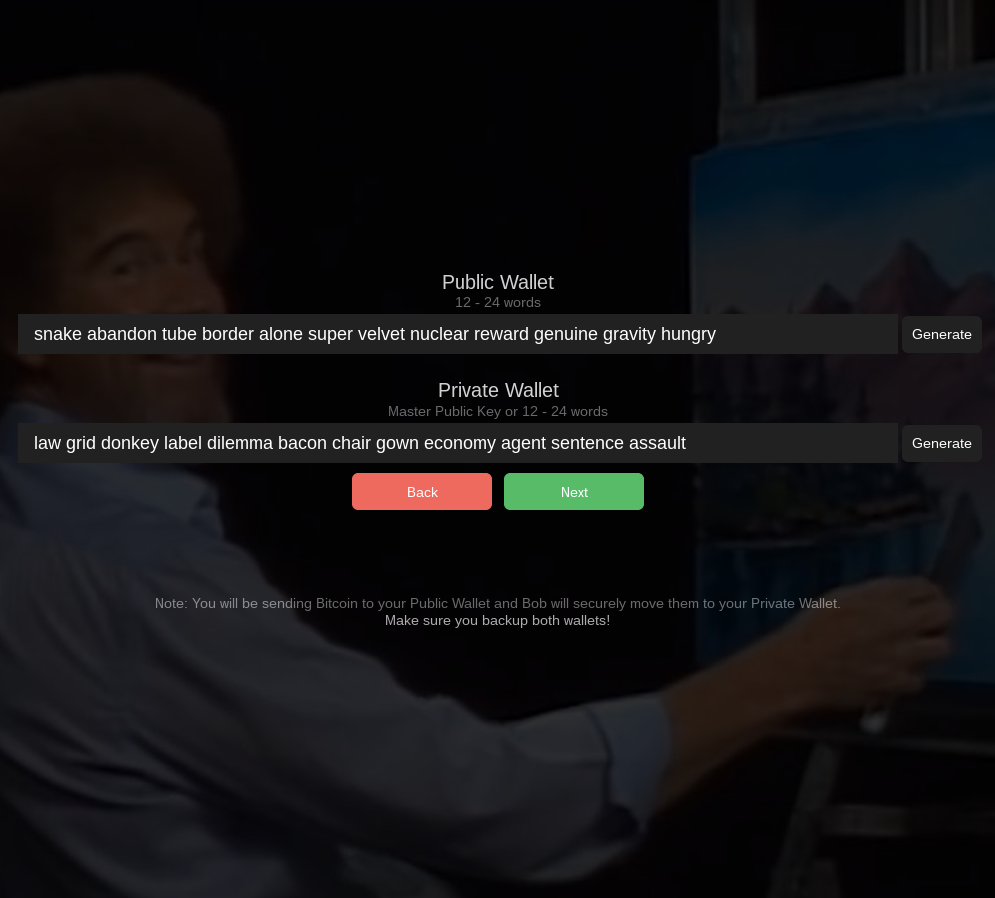 Public Wallet
12 - 24 words
snake abandon tube border alone super velvet nuclear reward genuine gravity hungry
Generate
Private Wallet
Master Public Key or 12 - 24 words
law grid donkey label dilemma bacon chair gown economy agent sentence assault
Generate
Back
Next
Note: You will be sending Bitcoin to your Public Wallet and Bob will securely move them to your Private Wallet.
Make sure you backup both wallets!